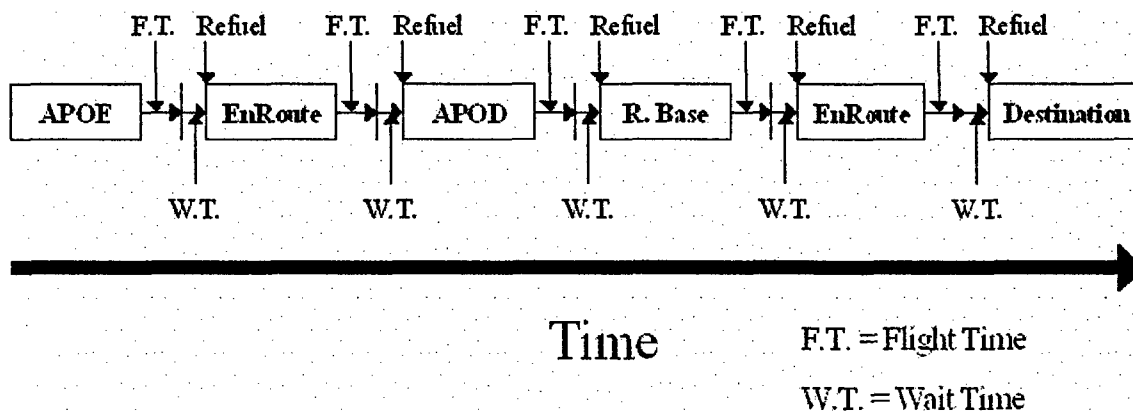 F.T. Refuel F.T. Refuel F.T. Refuel F.T. Refuel F.T. Refuel
APOE EnRoute APOD R. Base EnRoute Destination
W.T. W.T. W.T. W.T. W.T.
Time
F.T. = Flight Time
W.T. = Wait Time